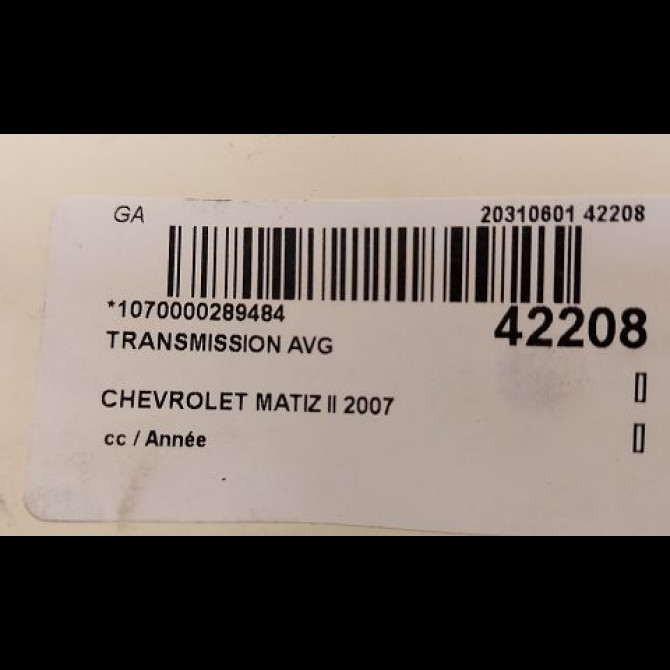 GA 20310601 42208
*1070000289484 42208
TRANSMISSION AVG
CHEVROLET MATIZ II 2007
cc / Année